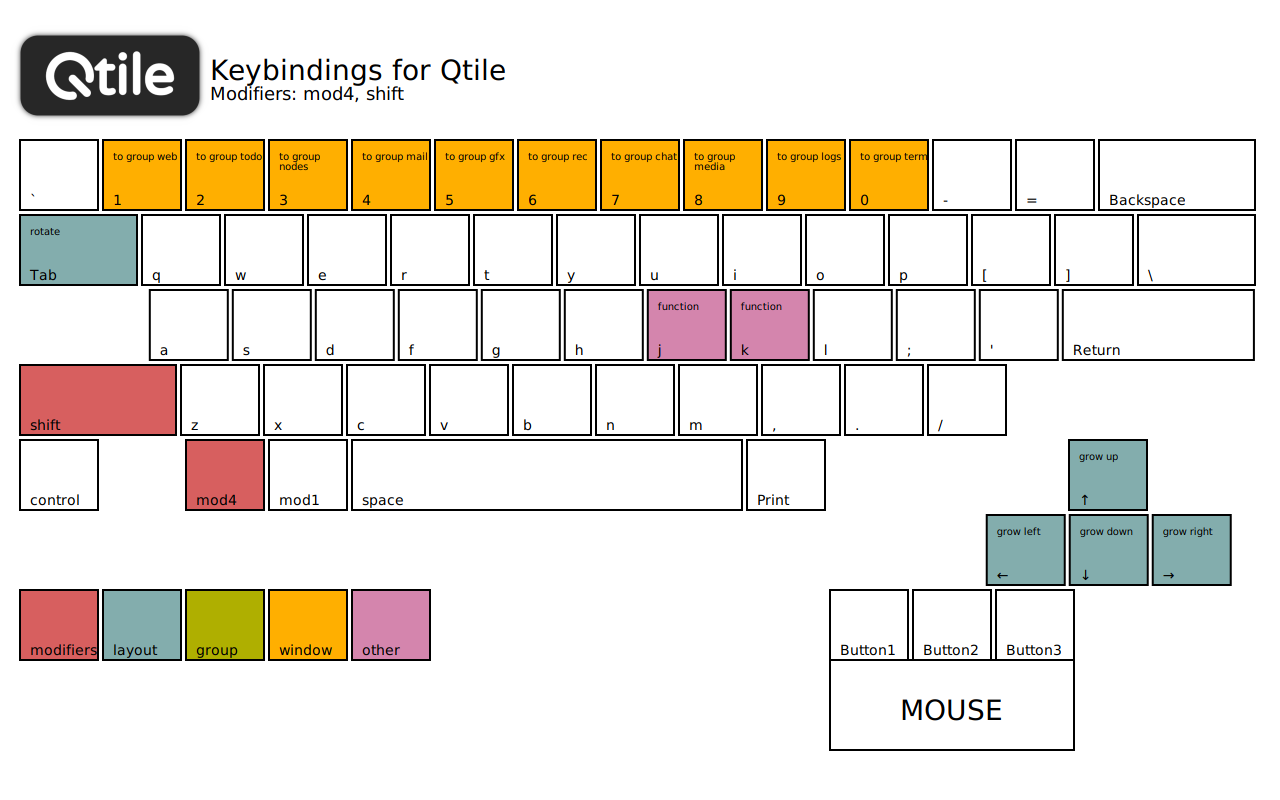 Qtile
Keybindings for Qtile
Modifiers: mod4, shift
to group web to group todo to group nodes to group mail to group gfx to group rec to group chat to group media to group logs to group term
` 1 2 3 4 5 6 7 8 9 0 - = Backspace
rotate
Tab q w e r t y u i o p [ ] \
function function
a s d f g h j k l ; ' Return
shift z x c v b n m , . /
grow up
control mod4 mod1 space Print ↑
grow left grow down grow right
← ↓ →
modifiers layout group window other Button1 Button2 Button3
MOUSE